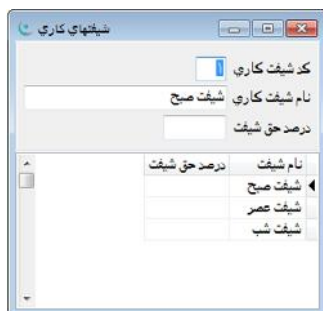 شیفتهای کاری
کد شیفت کاری ۱
نام شیفت کاری شیفت صبح
درصد حق شیفت
نام شیفت درصد حق شیفت
شیفت صبح
شیفت عصر
شیفت شب